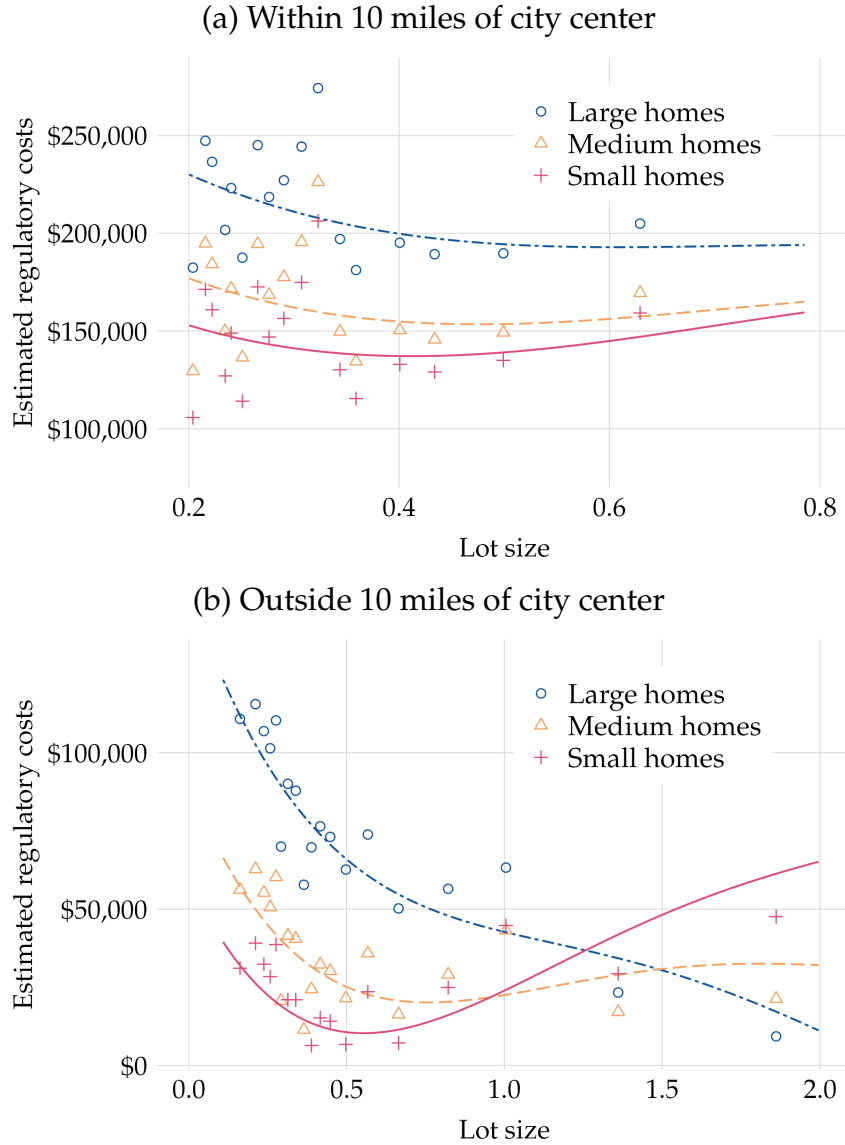 (a) Within 10 miles of city center
Estimated regulatory costs
$250,000
$200,000
$150,000
$100,000
Large homes
Medium homes
Small homes
0.2 0.4 0.6 0.8
Lot size
(b) Outside 10 miles of city center
Estimated regulatory costs
$100,000
$50,000
$0
Large homes
Medium homes
Small homes
0.0 0.5 1.0 1.5 2.0
Lot size